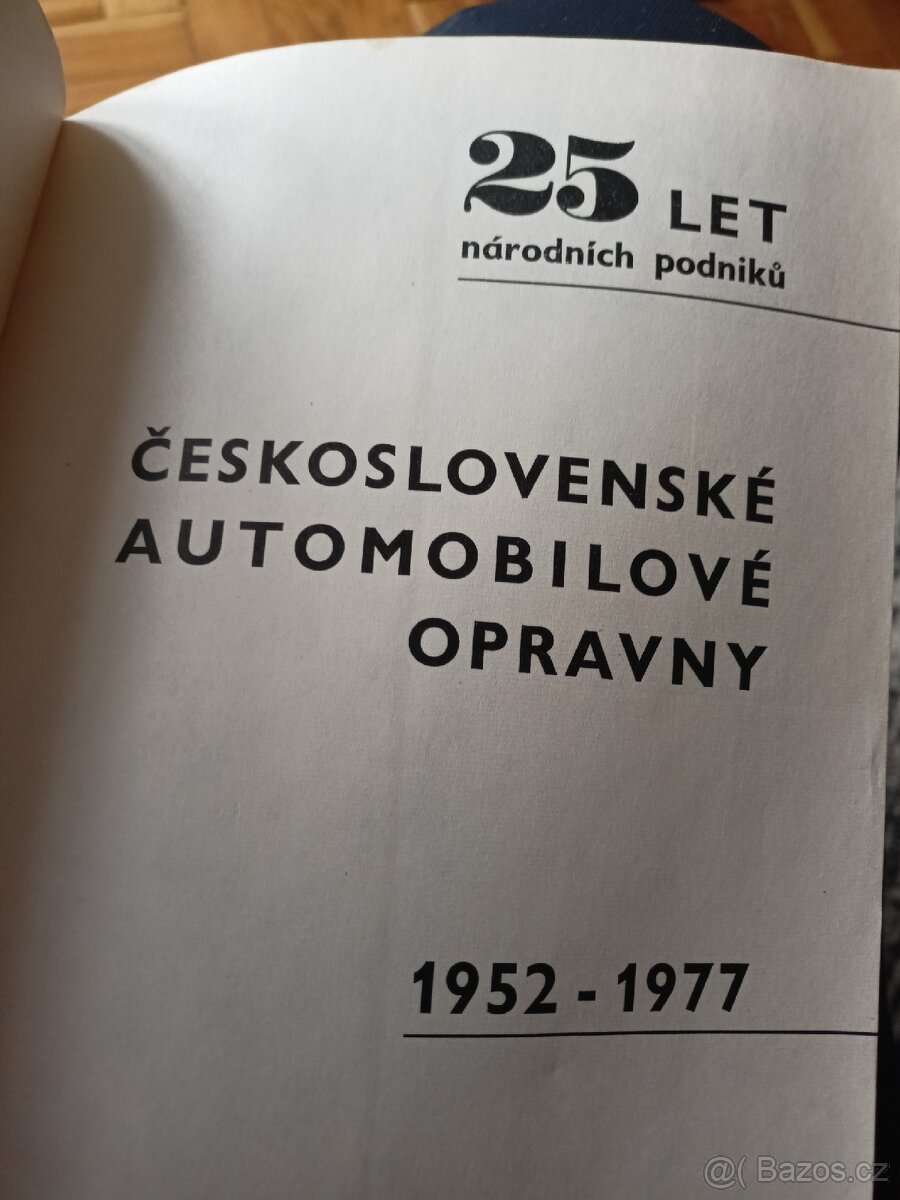 25 LET
národních podniků
ČESKOSLOVENSKÉ
AUTOMOBILOVÉ
OPRAVNY
1952 - 1977
@( Bazos.cz